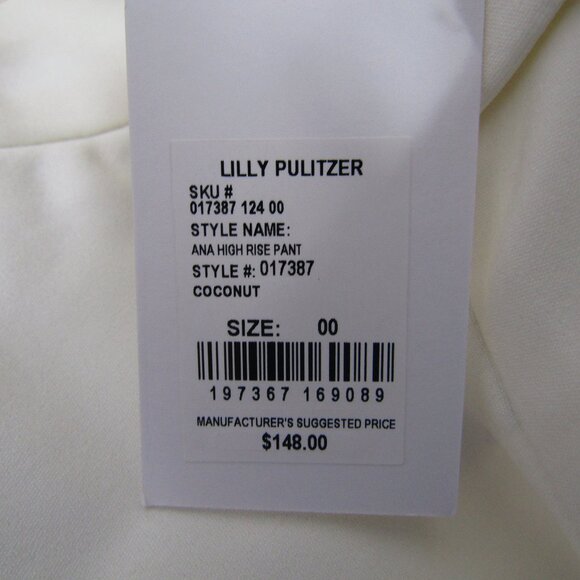 LILLY PULITZER
SKU #
017387 124 00
STYLE NAME:
ANA HIGH RISE PANT
STYLE #: 017387
COCONUT
SIZE: 00
197367 169089
MANUFACTURER'S SUGGESTED PRICE
$148.00